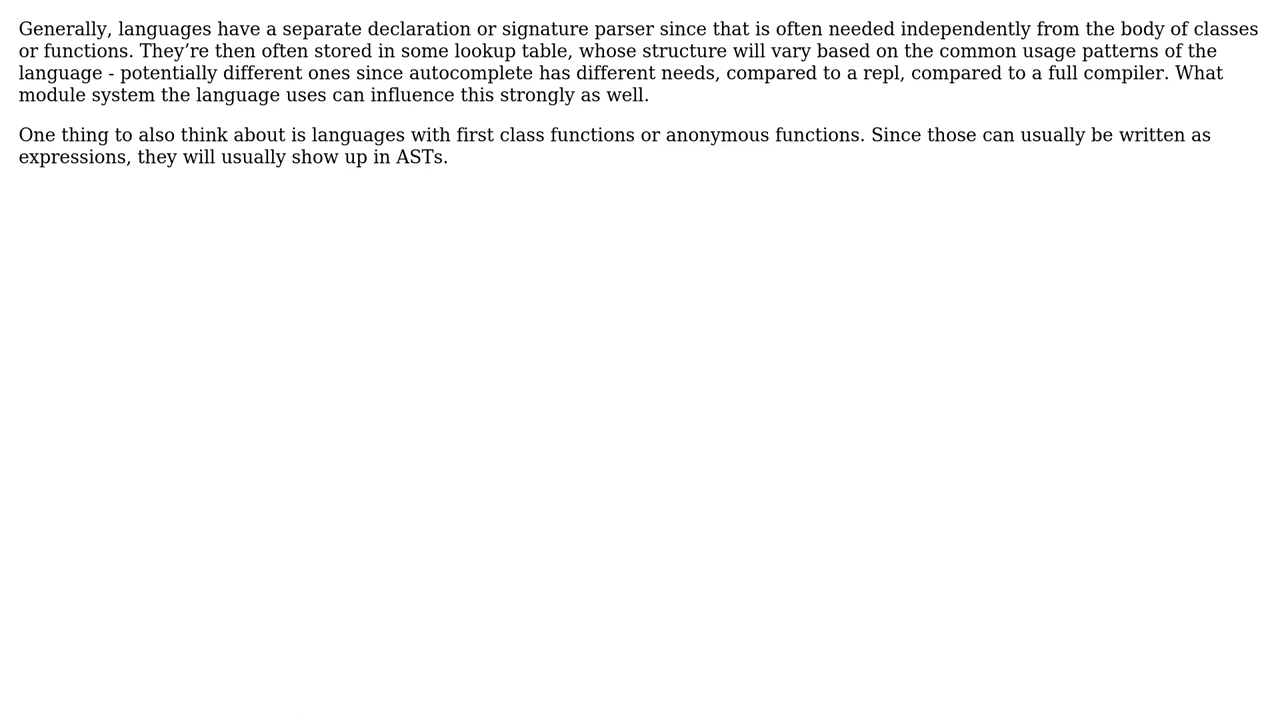 Generally, languages have a separate declaration or signature parser since that is often needed independently from the body of classes
or functions. They’re then often stored in some lookup table, whose structure will vary based on the common usage patterns of the
language - potentially different ones since autocomplete has different needs, compared to a repl, compared to a full compiler. What
module system the language uses can influence this strongly as well.
One thing to also think about is languages with first class functions or anonymous functions. Since those can usually be written as
expressions, they will usually show up in ASTs.